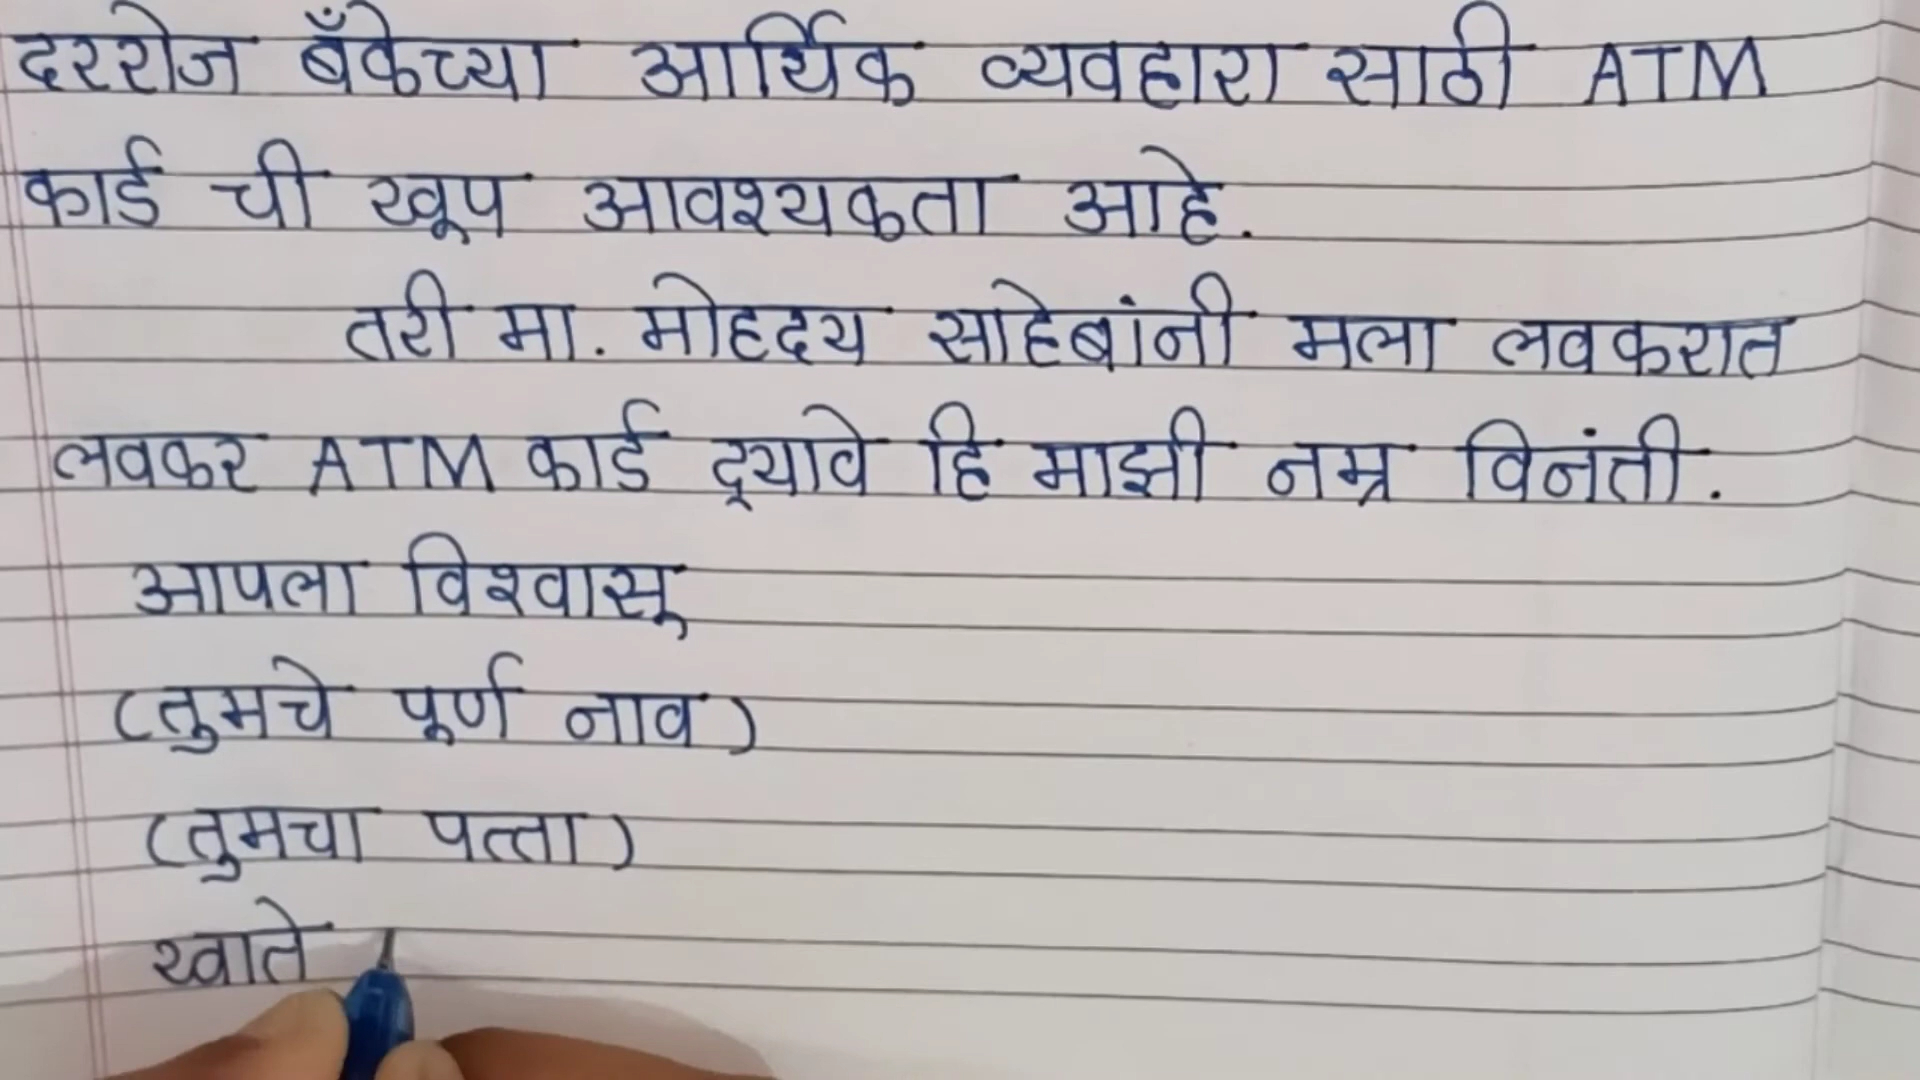 दररोज बँकेच्या आर्थिक व्यवहारा साठी ATM
कार्ड ची खूप आवश्यकता आहे.
तरी मा. मोहदय साहेबांनी मला लवकरात
लवकर ATM कार्ड द्यावे हि माझी नम्र विनंती.
आपला विश्वासू
(तुमचे पूर्ण नाव)
(तुमचा पत्ता)
खाते